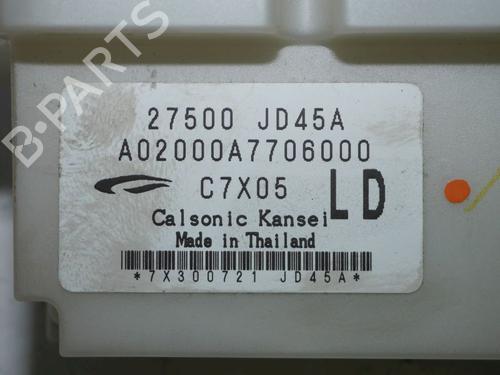 B-PARTS
27500 JD45A
A02000A7706000
C7X05 LD
Calsonic Kansei
Made in Thailand
*7X300721 JD45A*